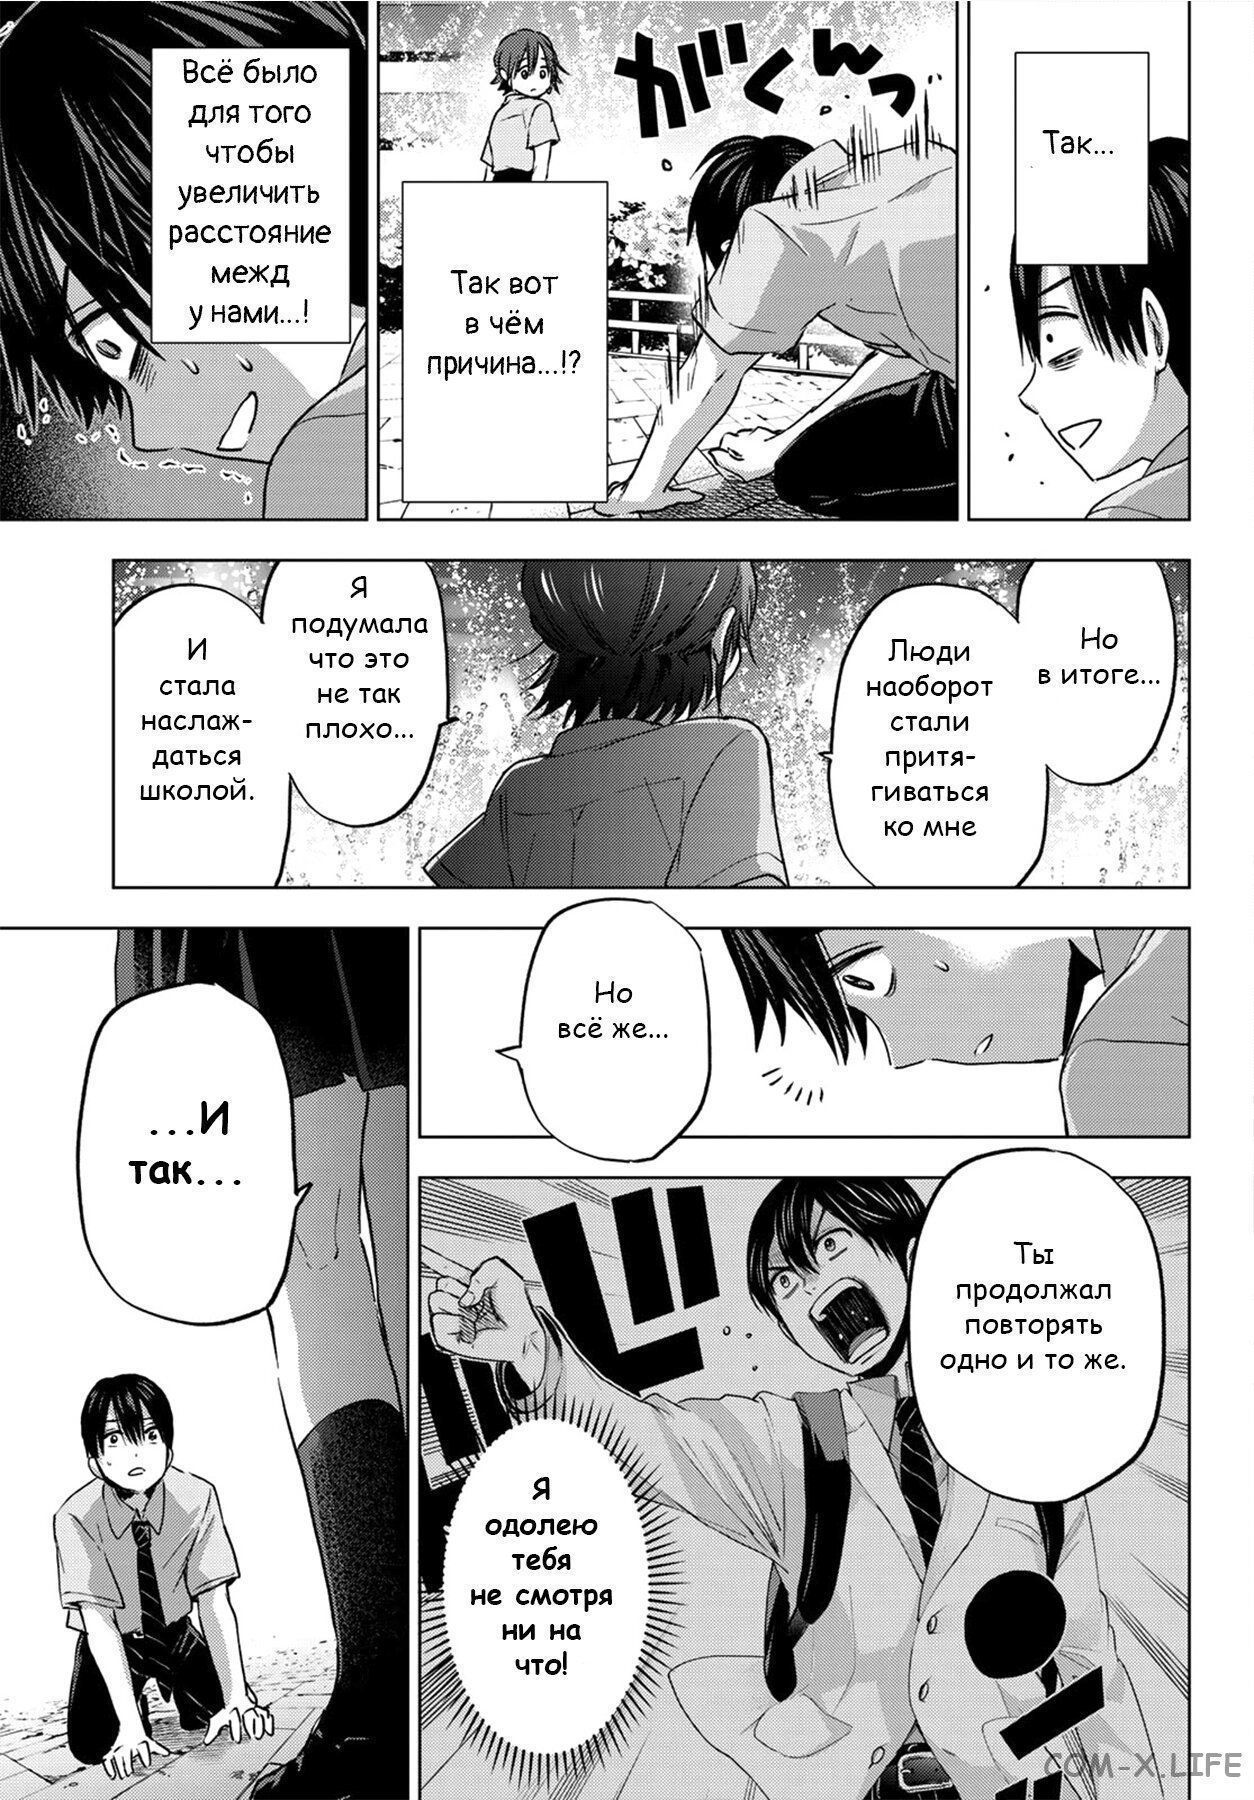 Так...
がくんっ
Так вот
в чём
причина...!?
Всё было
для того
чтобы
увеличить
расстояние
межд
у нами...!
Но
в итоге...
Люди
наоборот
стали
притя-
гиваться
ко мне
Я
подумала
что это
не так
плохо...
И
стала
наслаж-
даться
школой.
Но
всё же...
Ты
продолжал
повторять
одно и то же.
Я
одолею
тебя
не смотря
ни на
что!
...И
так...
COM-X.LIFE